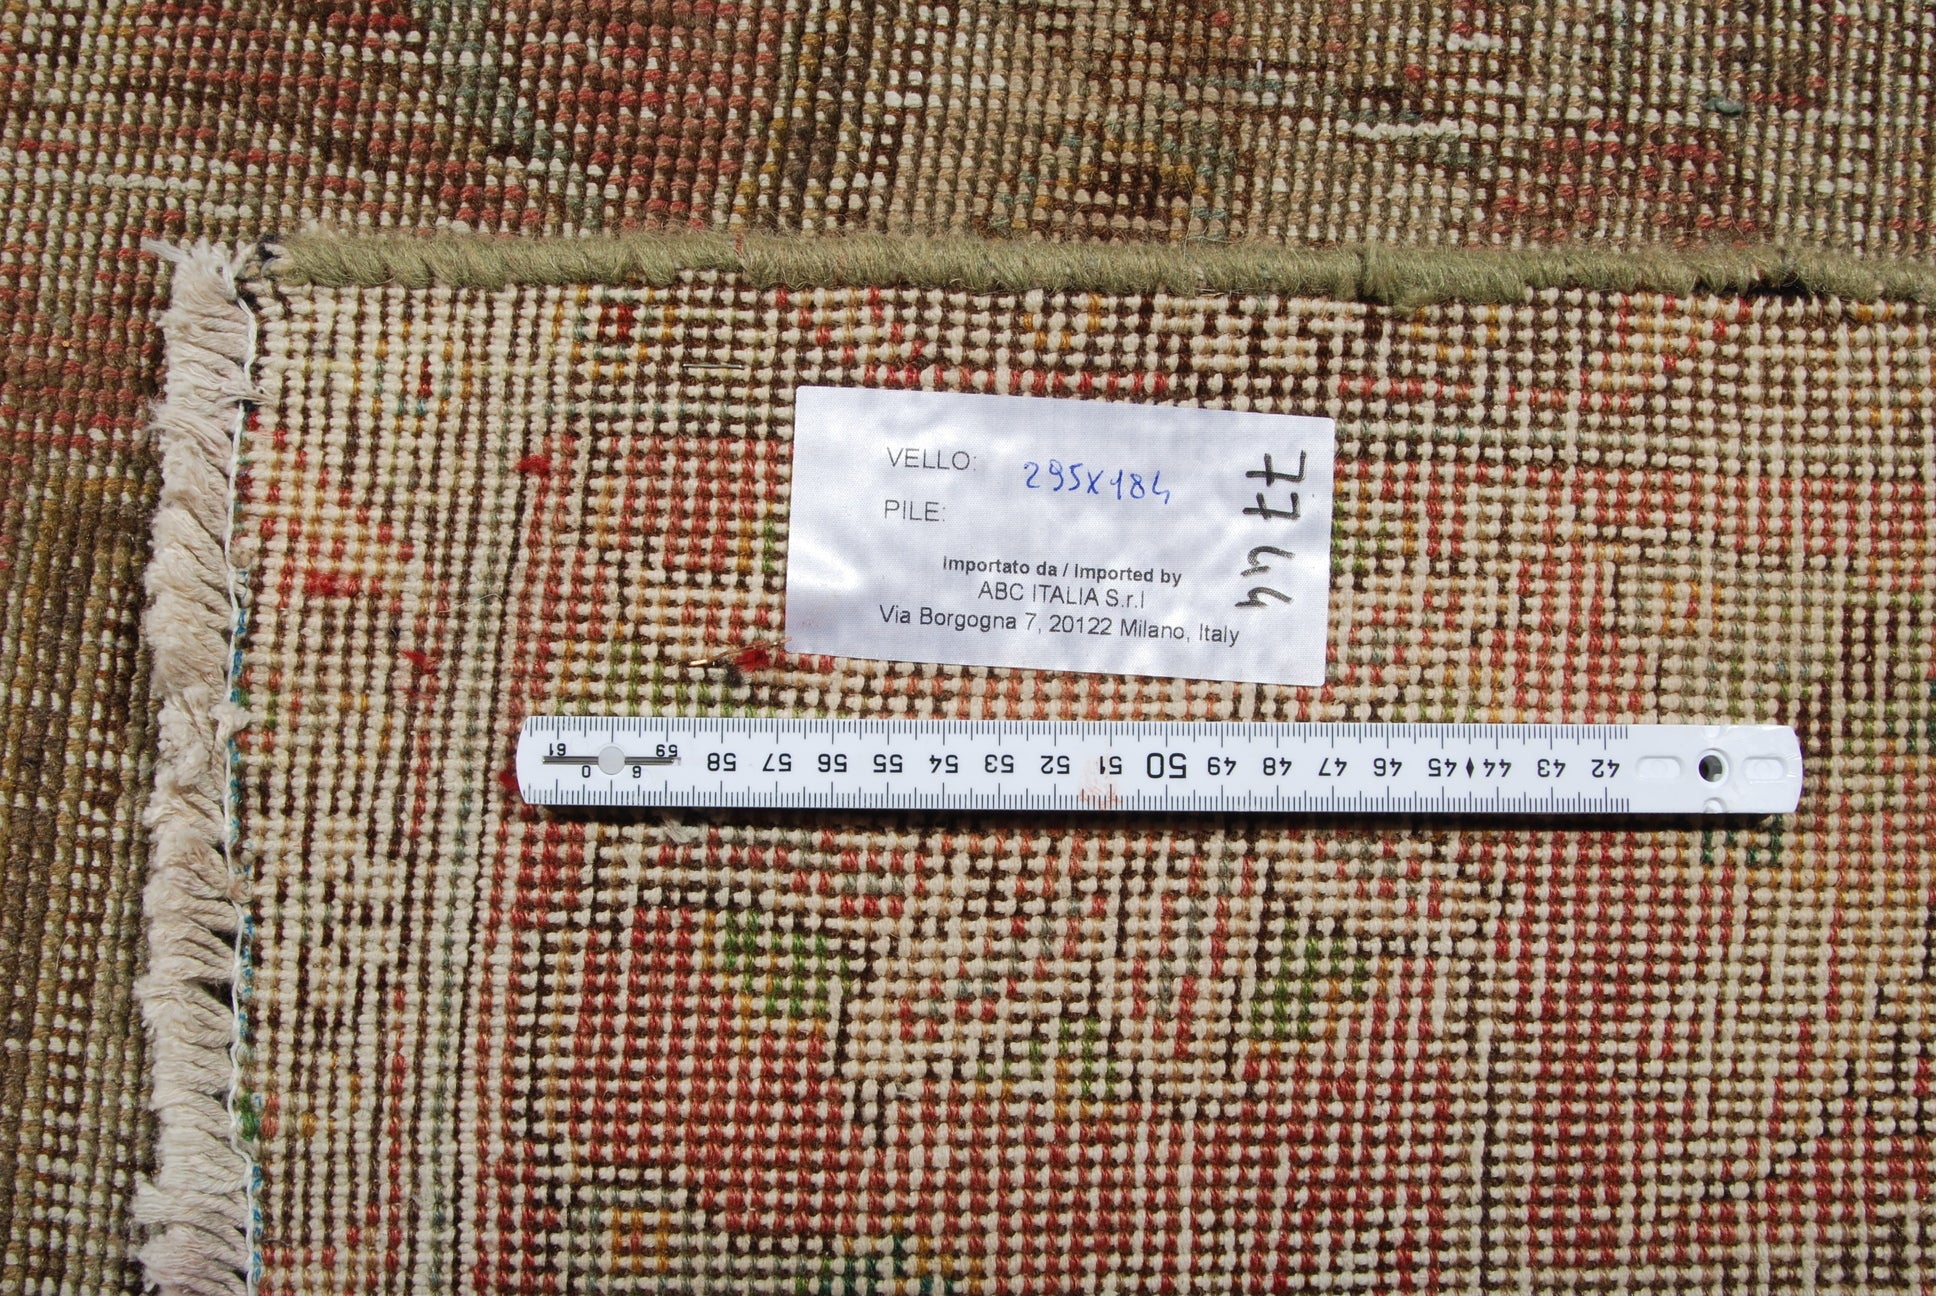 VELLO: 295X184
PILE:
Importato da / Imported by
ABC ITALIA S.r.l
Via Borgogna 7, 20122 Milano, Italy
7744
61 59 58 57 56 55 54 53 52 51 50 49 48 47 46 45 44 43 42
0 6